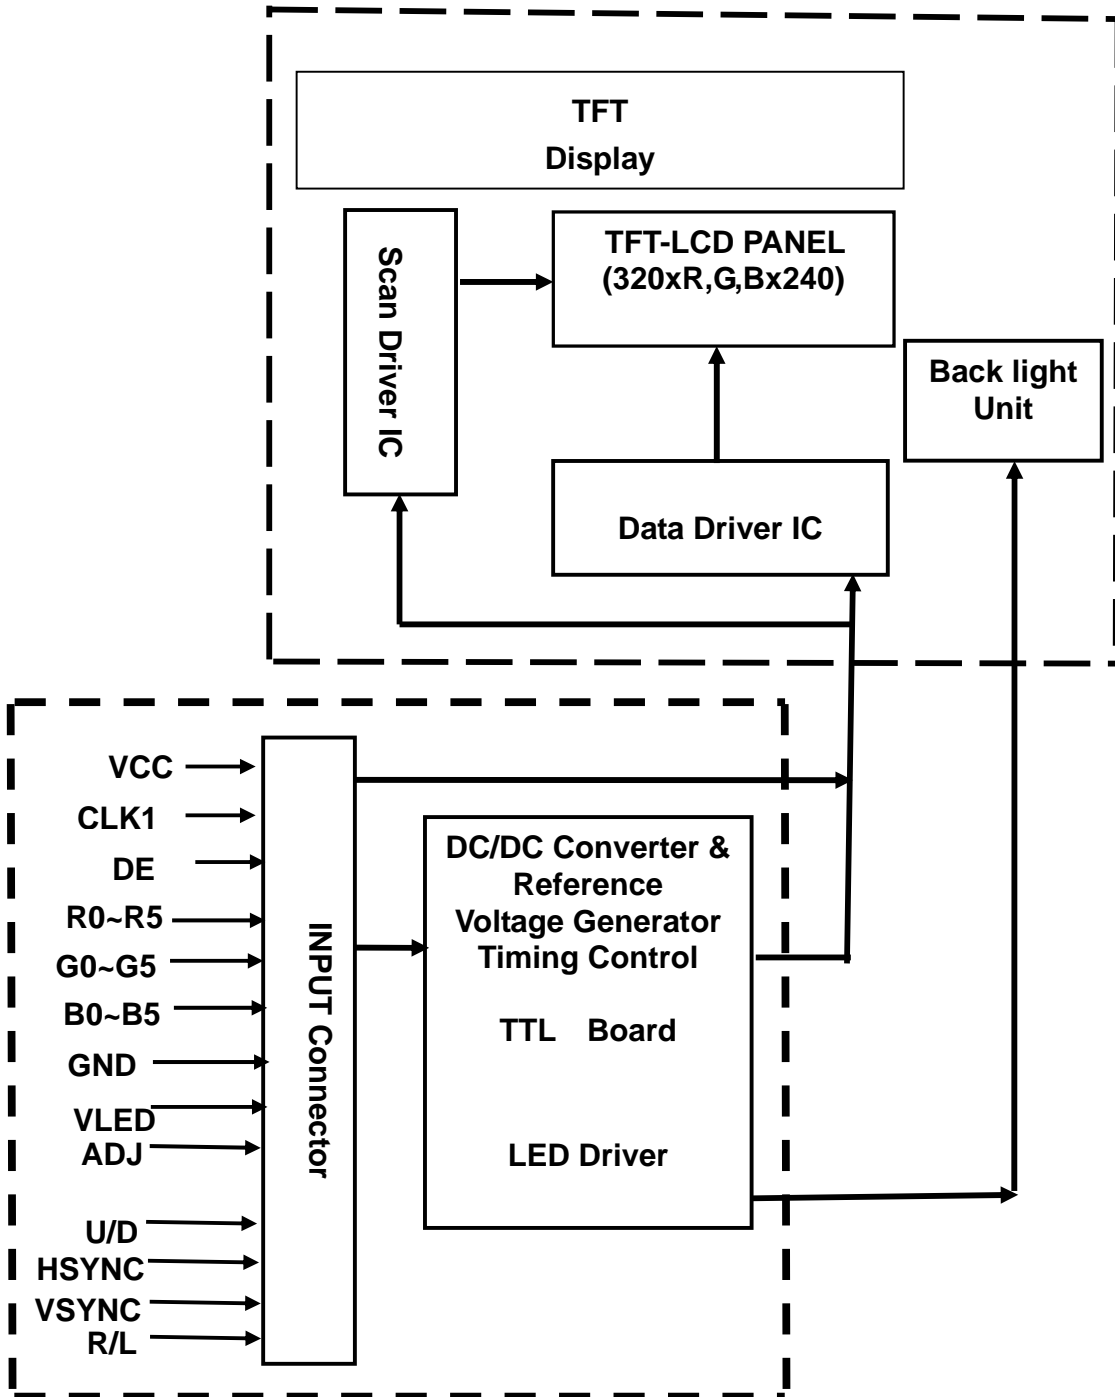 TFT
Display
Scan Driver IC
TFT-LCD PANEL
(320xR,G,Bx240)
Back light
Unit
Data Driver IC
VCC
CLK1
DE
R0~R5
G0~G5
B0~B5
GND
VLED
ADJ
U/D
HSYNC
VSYNC
R/L
INPUT Connector
DC/DC Converter &
Reference
Voltage Generator
Timing Control
TTL Board
LED Driver